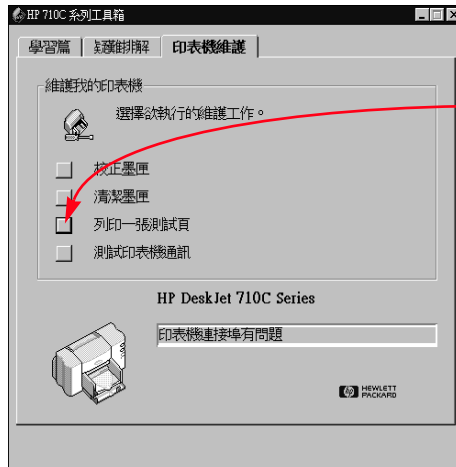 HP 710C 系列工具箱
學習篇 疑難排解 印表機維護
維護我的印表機
選擇欲執行的維護工作。
校正墨匣
清潔墨匣
列印一張測試頁
測試印表機通訊
HP DeskJet 710C Series
印表機連接埠有問題
HEWLETT
PACKARD